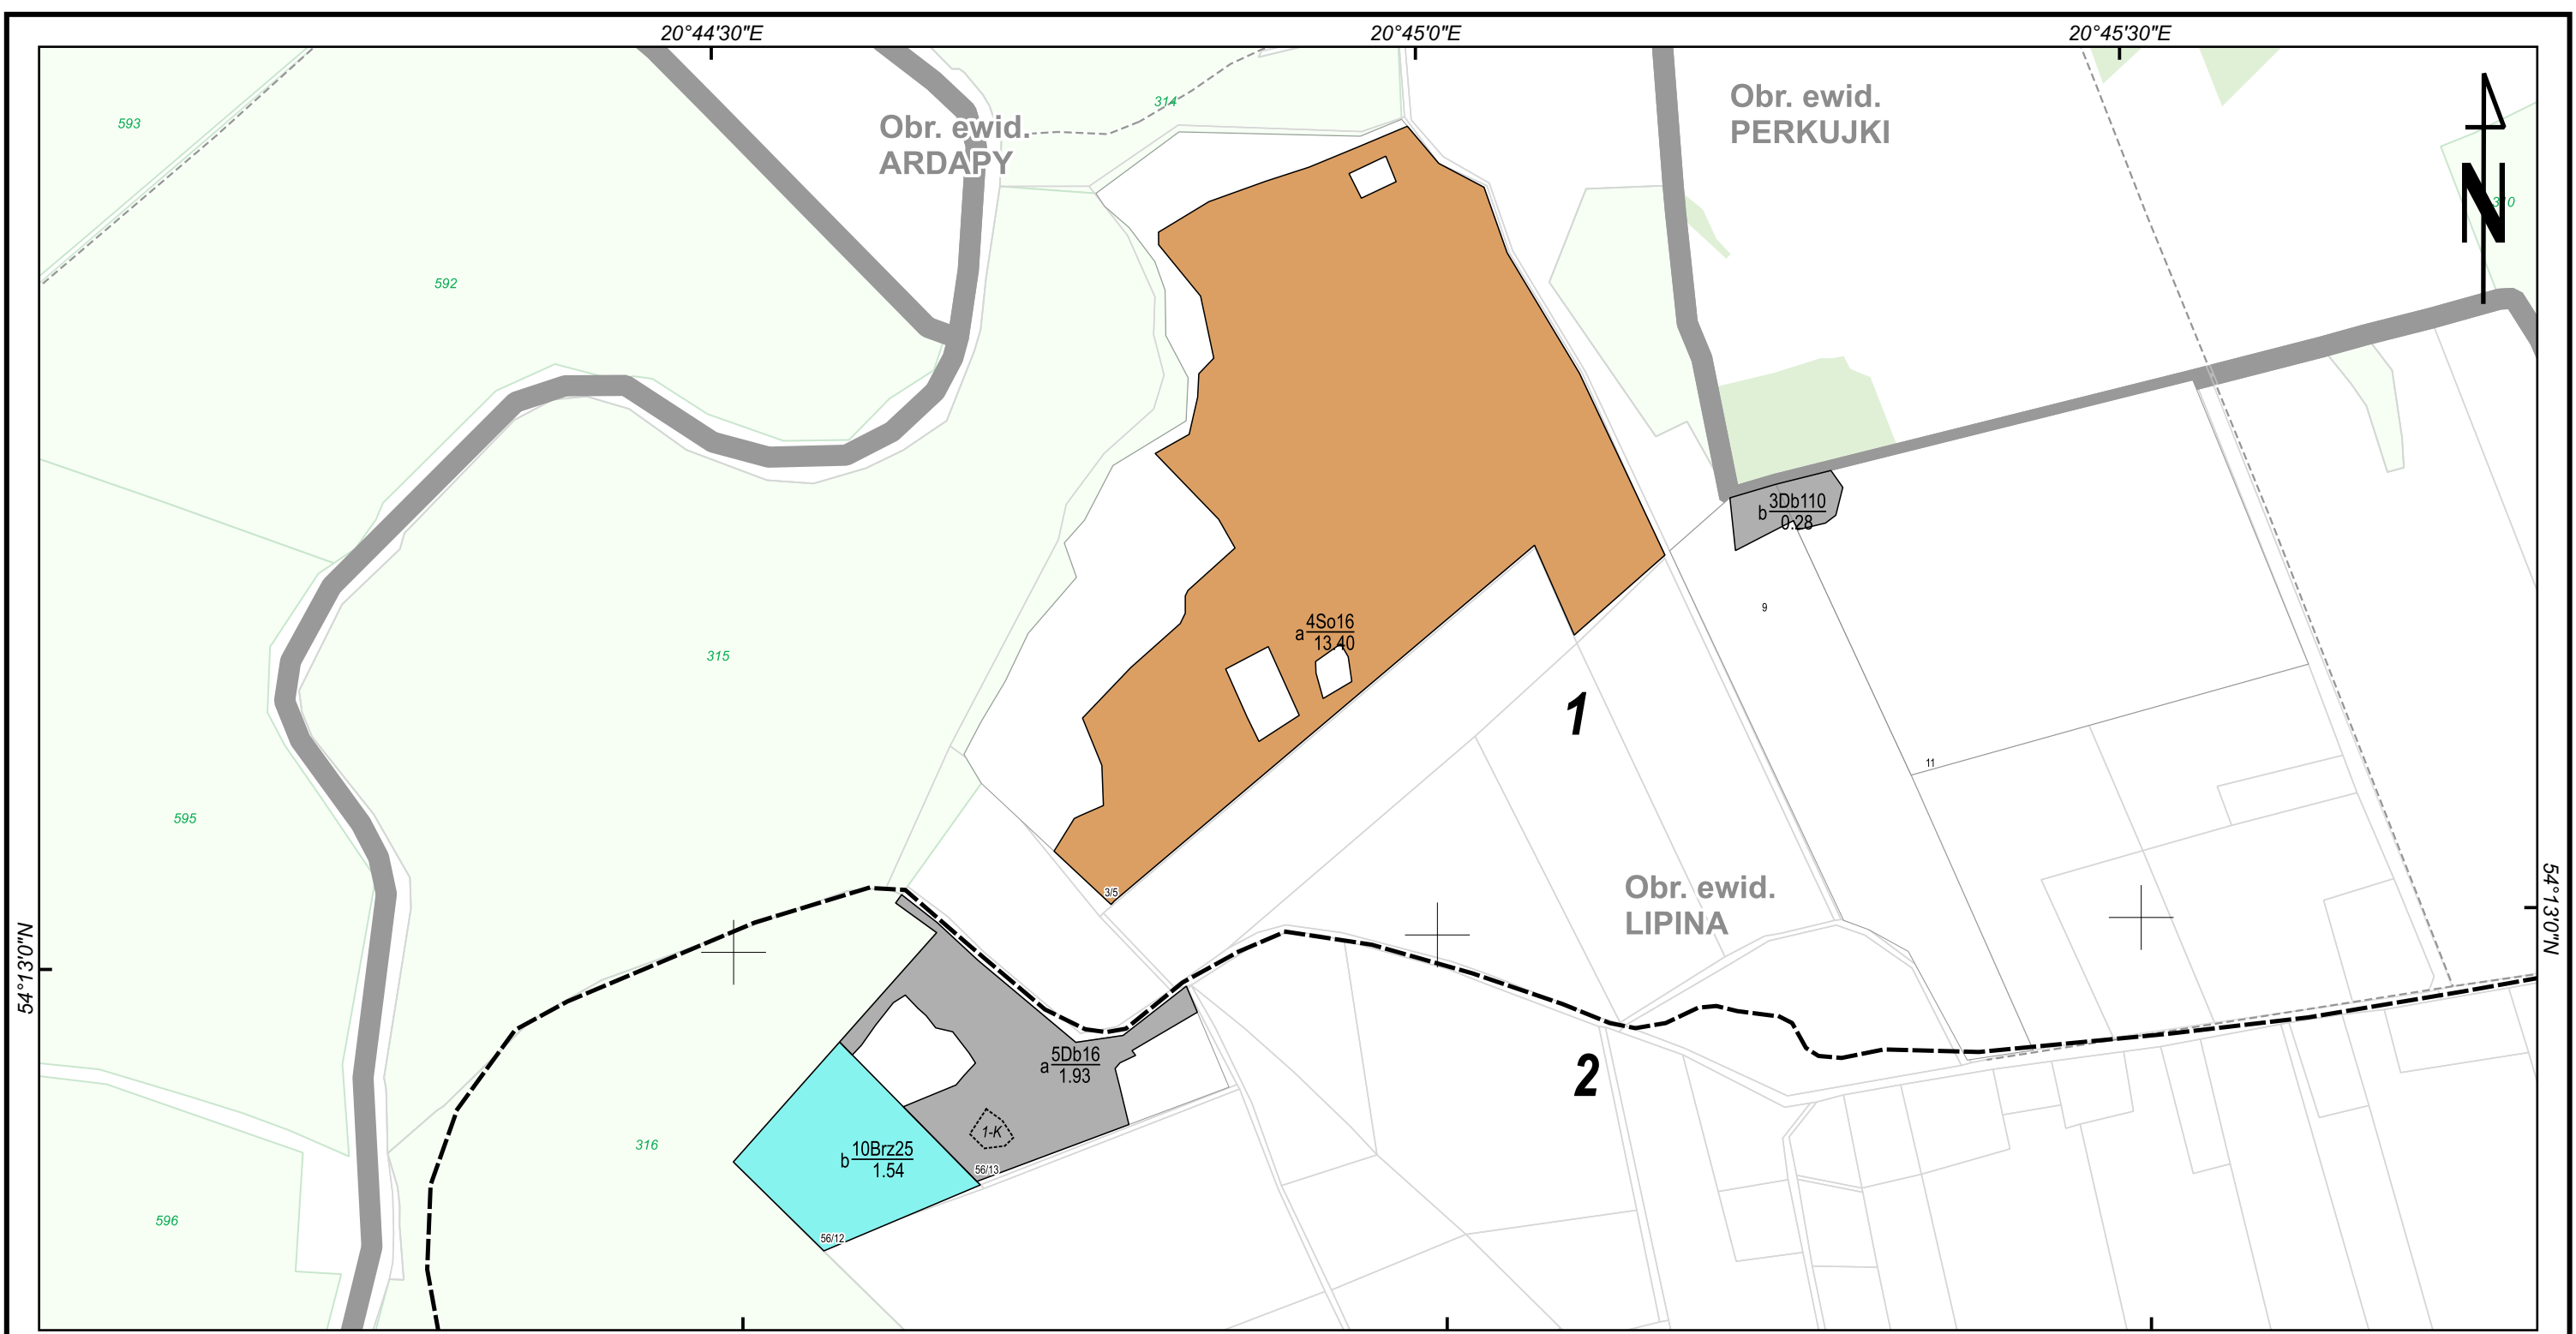 20°44'30"E
20°45'0"E
20°45'30"E
593
314
Obr. ewid.
PERKUJKI
Obr. ewid.
ARDAPY
310
N
592
b 3Db110
0.28
9
a 4So16
13.40
315
1
11
595
3/5
Obr. ewid.
LIPINA
54°13'0"N
54°13'0"N
a 5Db16
1.93
2
1-K
316
b 10Brz25
1.54
56/13
596
56/12